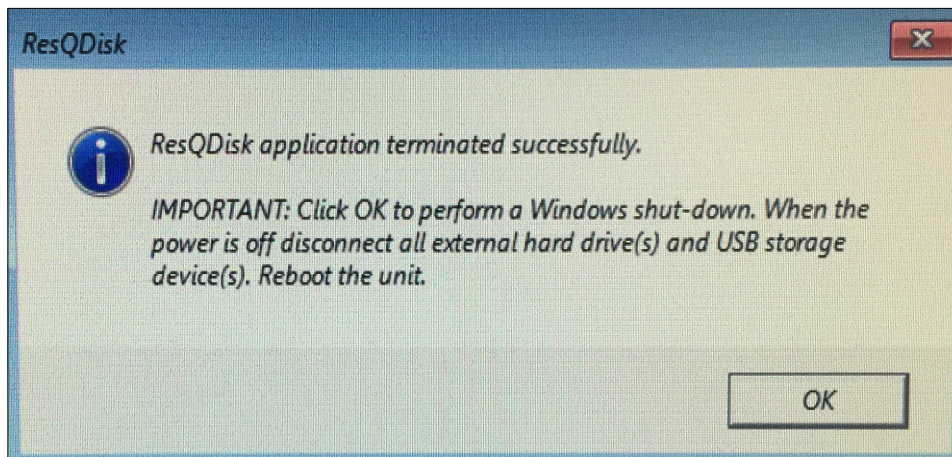 ResQDisk
ResQDisk application terminated successfully.
IMPORTANT: Click OK to perform a Windows shut-down. When the
power is off disconnect all external hard drive(s) and USB storage
device(s). Reboot the unit.
OK